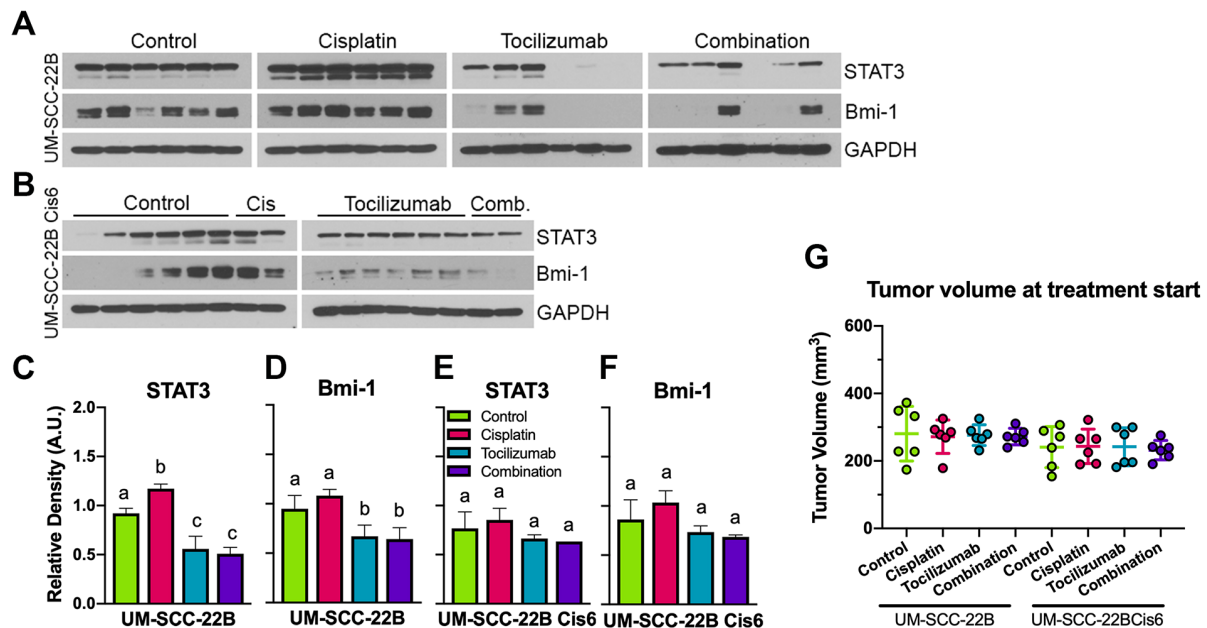 A
Control Cisplatin Tocilizumab Combination
UM-SCC-22B
STAT3
Bmi-1
GAPDH
B
Control Cis Tocilizumab Comb.
UM-SCC-22B Cis6
STAT3
Bmi-1
GAPDH
C
STAT3
Relative Density (A.U.)
2.0
1.5
1.0
0.5
0.0
a b c c
UM-SCC-22B
D
Bmi-1
a a b b
UM-SCC-22B
E
STAT3
Control
Cisplatin
Tocilizumab
Combination
a a a a
UM-SCC-22B Cis6
F
Bmi-1
a a a a
UM-SCC-22B Cis6
G
Tumor volume at treatment start
Tumor Volume (mm³)
600
400
200
0
Control Cisplatin Tocilizumab Combination Control Cisplatin Tocilizumab Combination
UM-SCC-22B UM-SCC-22BCis6